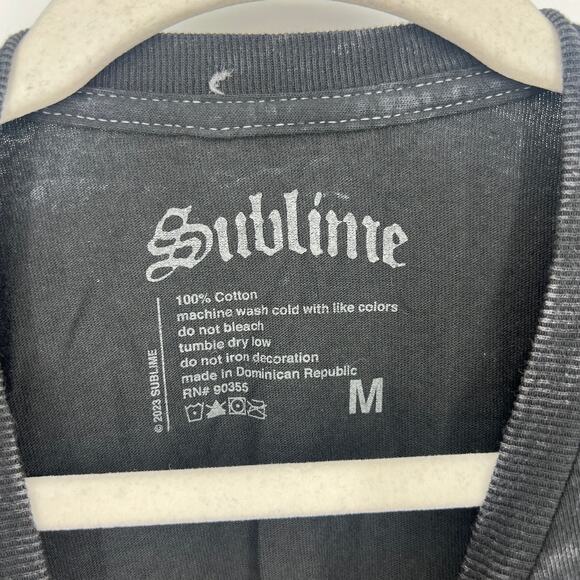 Sublime
100% Cotton
machine wash cold with like colors
do not bleach
tumble dry low
do not iron decoration
made in Dominican Republic
RN# 90355
M
© 2023 SUBLIME